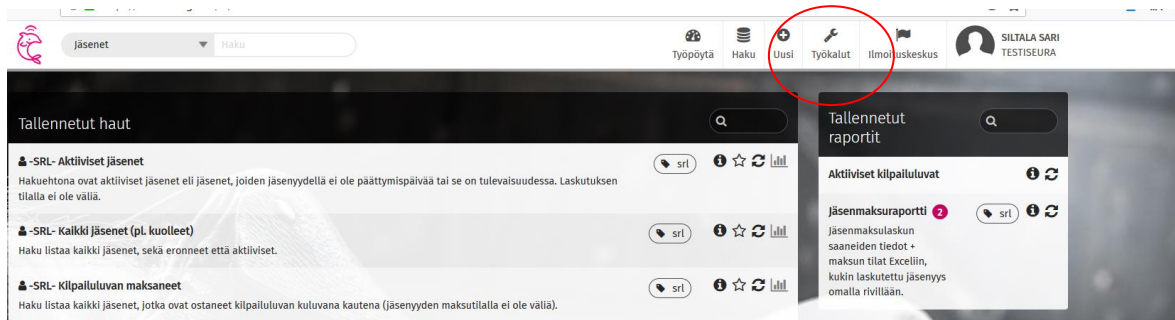 Jäsenet
Haku
Työpöytä
Haku
Uusi
Työkalut
Ilmoituskeskus
SILTALA SARI
TESTISEURA
Tallennetut haut
-SRL- Aktiiviset jäsenet
srl
Hakuehtona ovat aktiiviset jäsenet eli jäsenet, joiden jäsenyydellä ei ole päättymispäivää tai se on tulevaisuudessa. Laskutuksen
tilalla ei ole väliä.
-SRL- Kaikki jäsenet (pl. kuolleet)
srl
Haku listaa kaikki jäsenet, sekä eronneet että aktiiviset.
-SRL- Kilpailuluvan maksaneet
srl
Haku listaa kaikki jäsenet, jotka ovat ostaneet kilpailuluvan kuluvana kautena (jäsenyyden maksutilalla ei ole väliä).
Tallennetut
raportit
Aktiiviset kilpailuluvat
Jäsenmaksuraportti 2
srl
Jäsenmaksulaskun
saaneiden tiedot +
maksun tilat Exceliin,
kukin laskutettu jäsenyys
omalla rivillään.